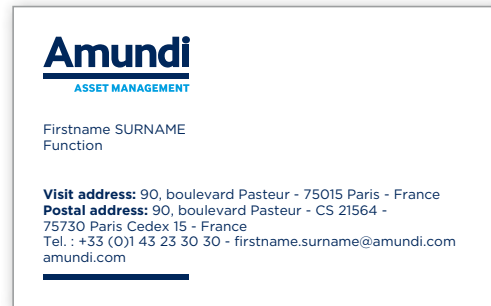 Amundi
ASSET MANAGEMENT
Firstname SURNAME
Function
Visit address: 90, boulevard Pasteur - 75015 Paris - France
Postal address: 90, boulevard Pasteur - CS 21564 -
75730 Paris Cedex 15 - France
Tel. : +33 (0)1 43 23 30 30 - firstname.surname@amundi.com
amundi.com